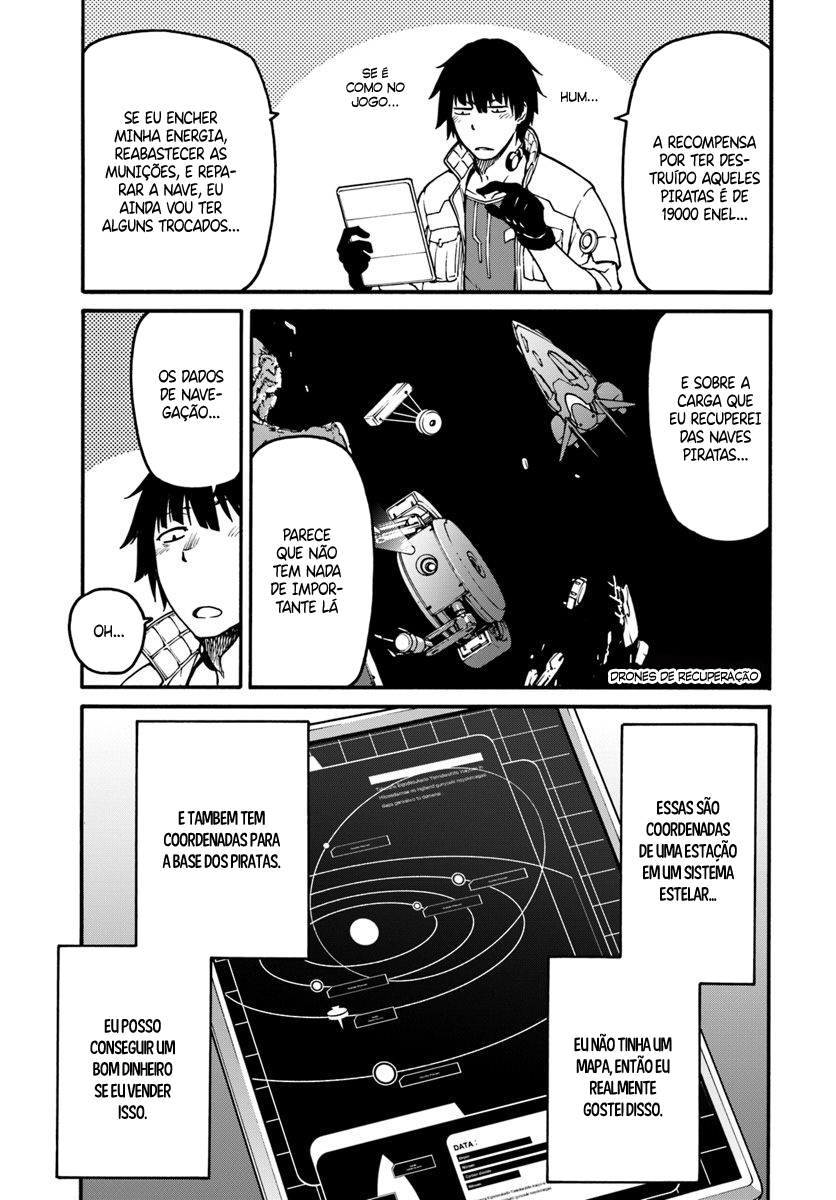 HUM...
A RECOMPENSA
POR TER DES-
TRUÍDO AQUELES
PIRATAS É DE
19000 ENEL...
SE É
COMO NO
JOGO...
SE EU ENCHER
MINHA ENERGIA,
REABASTECER AS
MUNIÇÕES, E REPA-
RAR A NAVE, EU
AINDA VOU TER
ALGUNS TROCADOS...
E SOBRE A
CARGA QUE
EU RECUPEREI
DAS NAVES
PIRATAS...
PARECE
QUE NÃO
TEM NADA
DE IMPOR-
TANTE LÁ
DRONES DE RECUPERAÇÃO
OS DADOS
DE NAVE-
GAÇÃO...
OH...
ESSAS SÃO
COORDENADAS
DE UMA ESTAÇÃO
EM UM SISTEMA
ESTELAR...
EU NÃO TINHA UM
MAPA, ENTÃO EU
REALMENTE
GOSTEI DISSO.
E TAMBEM TEM
COORDENADAS PARA
A BASE DOS PIRATAS.
EU POSSO
CONSEGUIR UM
BOM DINHEIRO
SE EU VENDER
ISSO.
DATA :